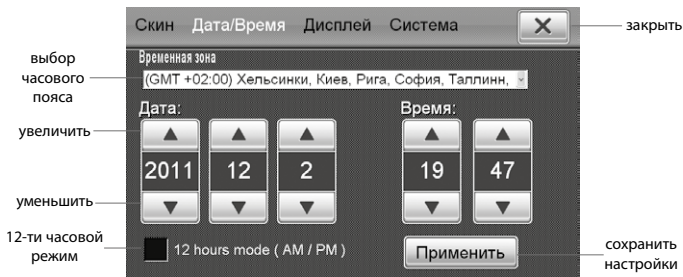 Скин Дата/Время Дисплей Система
закрыть
выбор
часового
пояса
Временная зона
(GMT +02:00) Хельсинки, Киев, Рига, София, Таллинн,
Дата:
Время:
увеличить
2011 12 2 19 47
уменьшить
12-ти часовой
режим
12 hours mode ( AM / PM )
Применить
сохранить
настройки